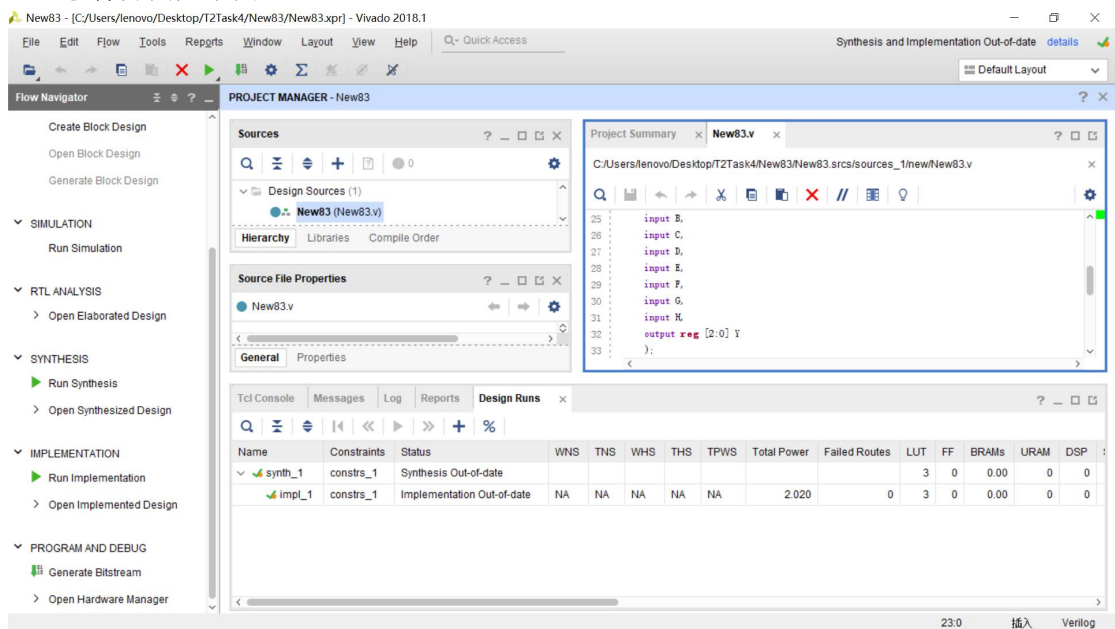 New83 - [C:/Users/lenovo/Desktop/T2Task4/New83/New83.xpr] - Vivado 2018.1
File Edit Flow Tools Reports Window Layout View Help Quick Access
Synthesis and Implementation Out-of-date details
Default Layout
Flow Navigator
Create Block Design
Open Block Design
Generate Block Design
SIMULATION
Run Simulation
RTL ANALYSIS
Open Elaborated Design
SYNTHESIS
Run Synthesis
Open Synthesized Design
IMPLEMENTATION
Run Implementation
Open Implemented Design
PROGRAM AND DEBUG
Generate Bitstream
Open Hardware Manager
PROJECT MANAGER - New83
Sources
0
Design Sources (1)
New83 (New83.v)
Hierarchy Libraries Compile Order
Source File Properties
New83.v
General Properties
Project Summary New83.v
C:/Users/lenovo/Desktop/T2Task4/New83/New83.srcs/sources_1/new/New83.v
25 input B,
26 input C,
27 input D,
28 input E,
29 input F,
30 input G,
31 input H,
32 output reg [2:0] Y
33 );
Tcl Console Messages Log Reports Design Runs
Name Constraints Status WNS TNS WHS THS TPWS Total Power Failed Routes LUT FF BRAMs URAM DSP
synth_1 constrs_1 Synthesis Out-of-date 3 0 0.00 0 0
impl_1 constrs_1 Implementation Out-of-date NA NA NA NA NA 2.020 0 3 0 0.00 0 0
23:0 插入 Verilog